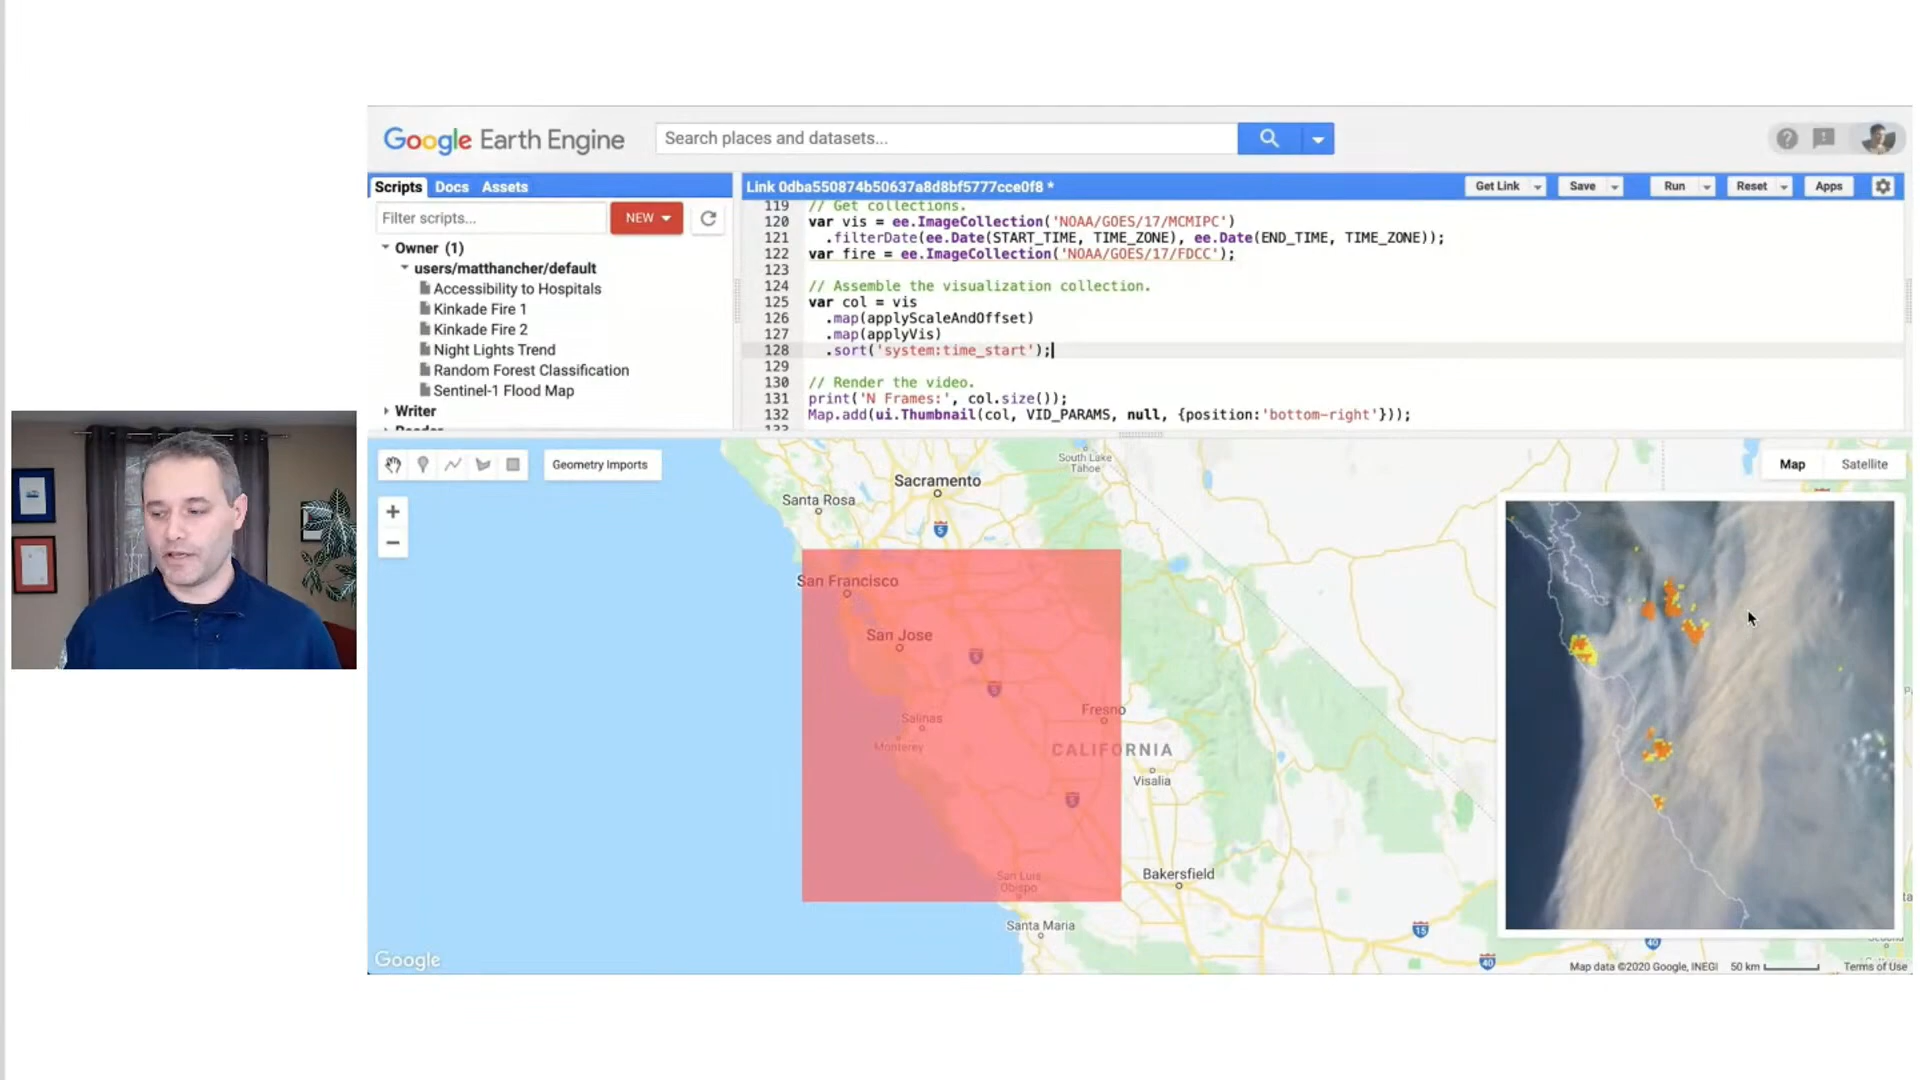 Google Earth Engine
Search places and datasets...
Scripts
Docs
Assets
Link 0dba550874b50637a8d8bf5777cce0f8 *
Get Link
Save
Run
Reset
Apps
Filter scripts...
NEW
Owner (1)
users/matthancher/default
Accessibility to Hospitals
Kinkade Fire 1
Kinkade Fire 2
Night Lights Trend
Random Forest Classification
Sentinel-1 Flood Map
Writer
119 // Get collections.
120 var vis = ee.ImageCollection('NOAA/GOES/17/MCMIPC')
121 .filterDate(ee.Date(START_TIME, TIME_ZONE), ee.Date(END_TIME, TIME_ZONE));
122 var fire = ee.ImageCollection('NOAA/GOES/17/FDCC');
123
124 // Assemble the visualization collection.
125 var col = vis
126 .map(applyScaleAndOffset)
127 .map(applyVis)
128 .sort('system:time_start');
129
130 // Render the video.
131 print('N Frames:', col.size());
132 Map.add(ui.Thumbnail(col, VID_PARAMS, null, {position:'bottom-right'}));
Geometry Imports
Map
Satellite
+
−
South Lake
Tahoe
Sacramento
Santa Rosa
5
San Francisco
San Jose
5
5
Salinas
Monterey
Fresno
CALIFORNIA
Visalia
5
San Luis
Obispo
Bakersfield
Santa Maria
15
40
40
Google
Map data ©2020 Google, INEGI
50 km
Terms of Use